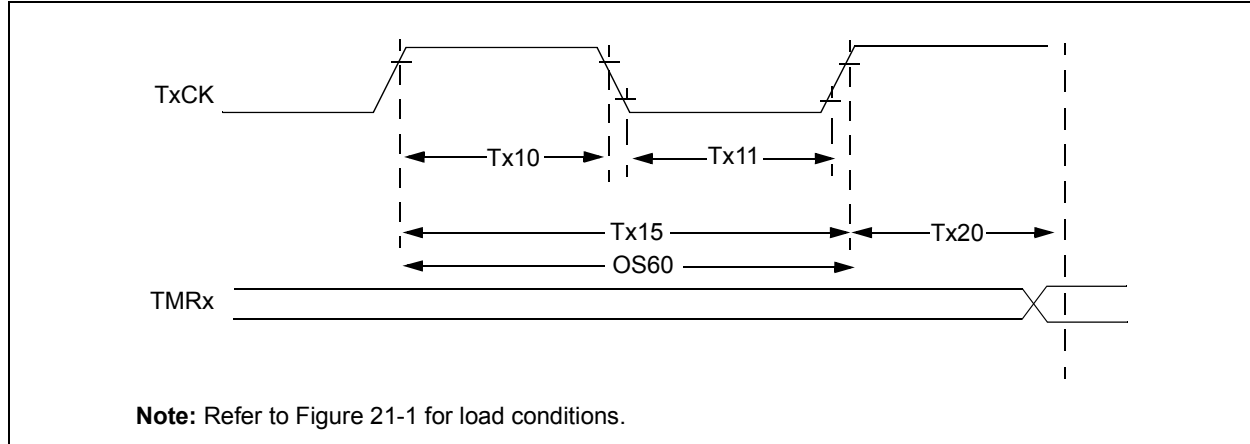 TxCK
Tx10
Tx11
Tx15
Tx20
OS60
TMRx
Note: Refer to Figure 21-1 for load conditions.